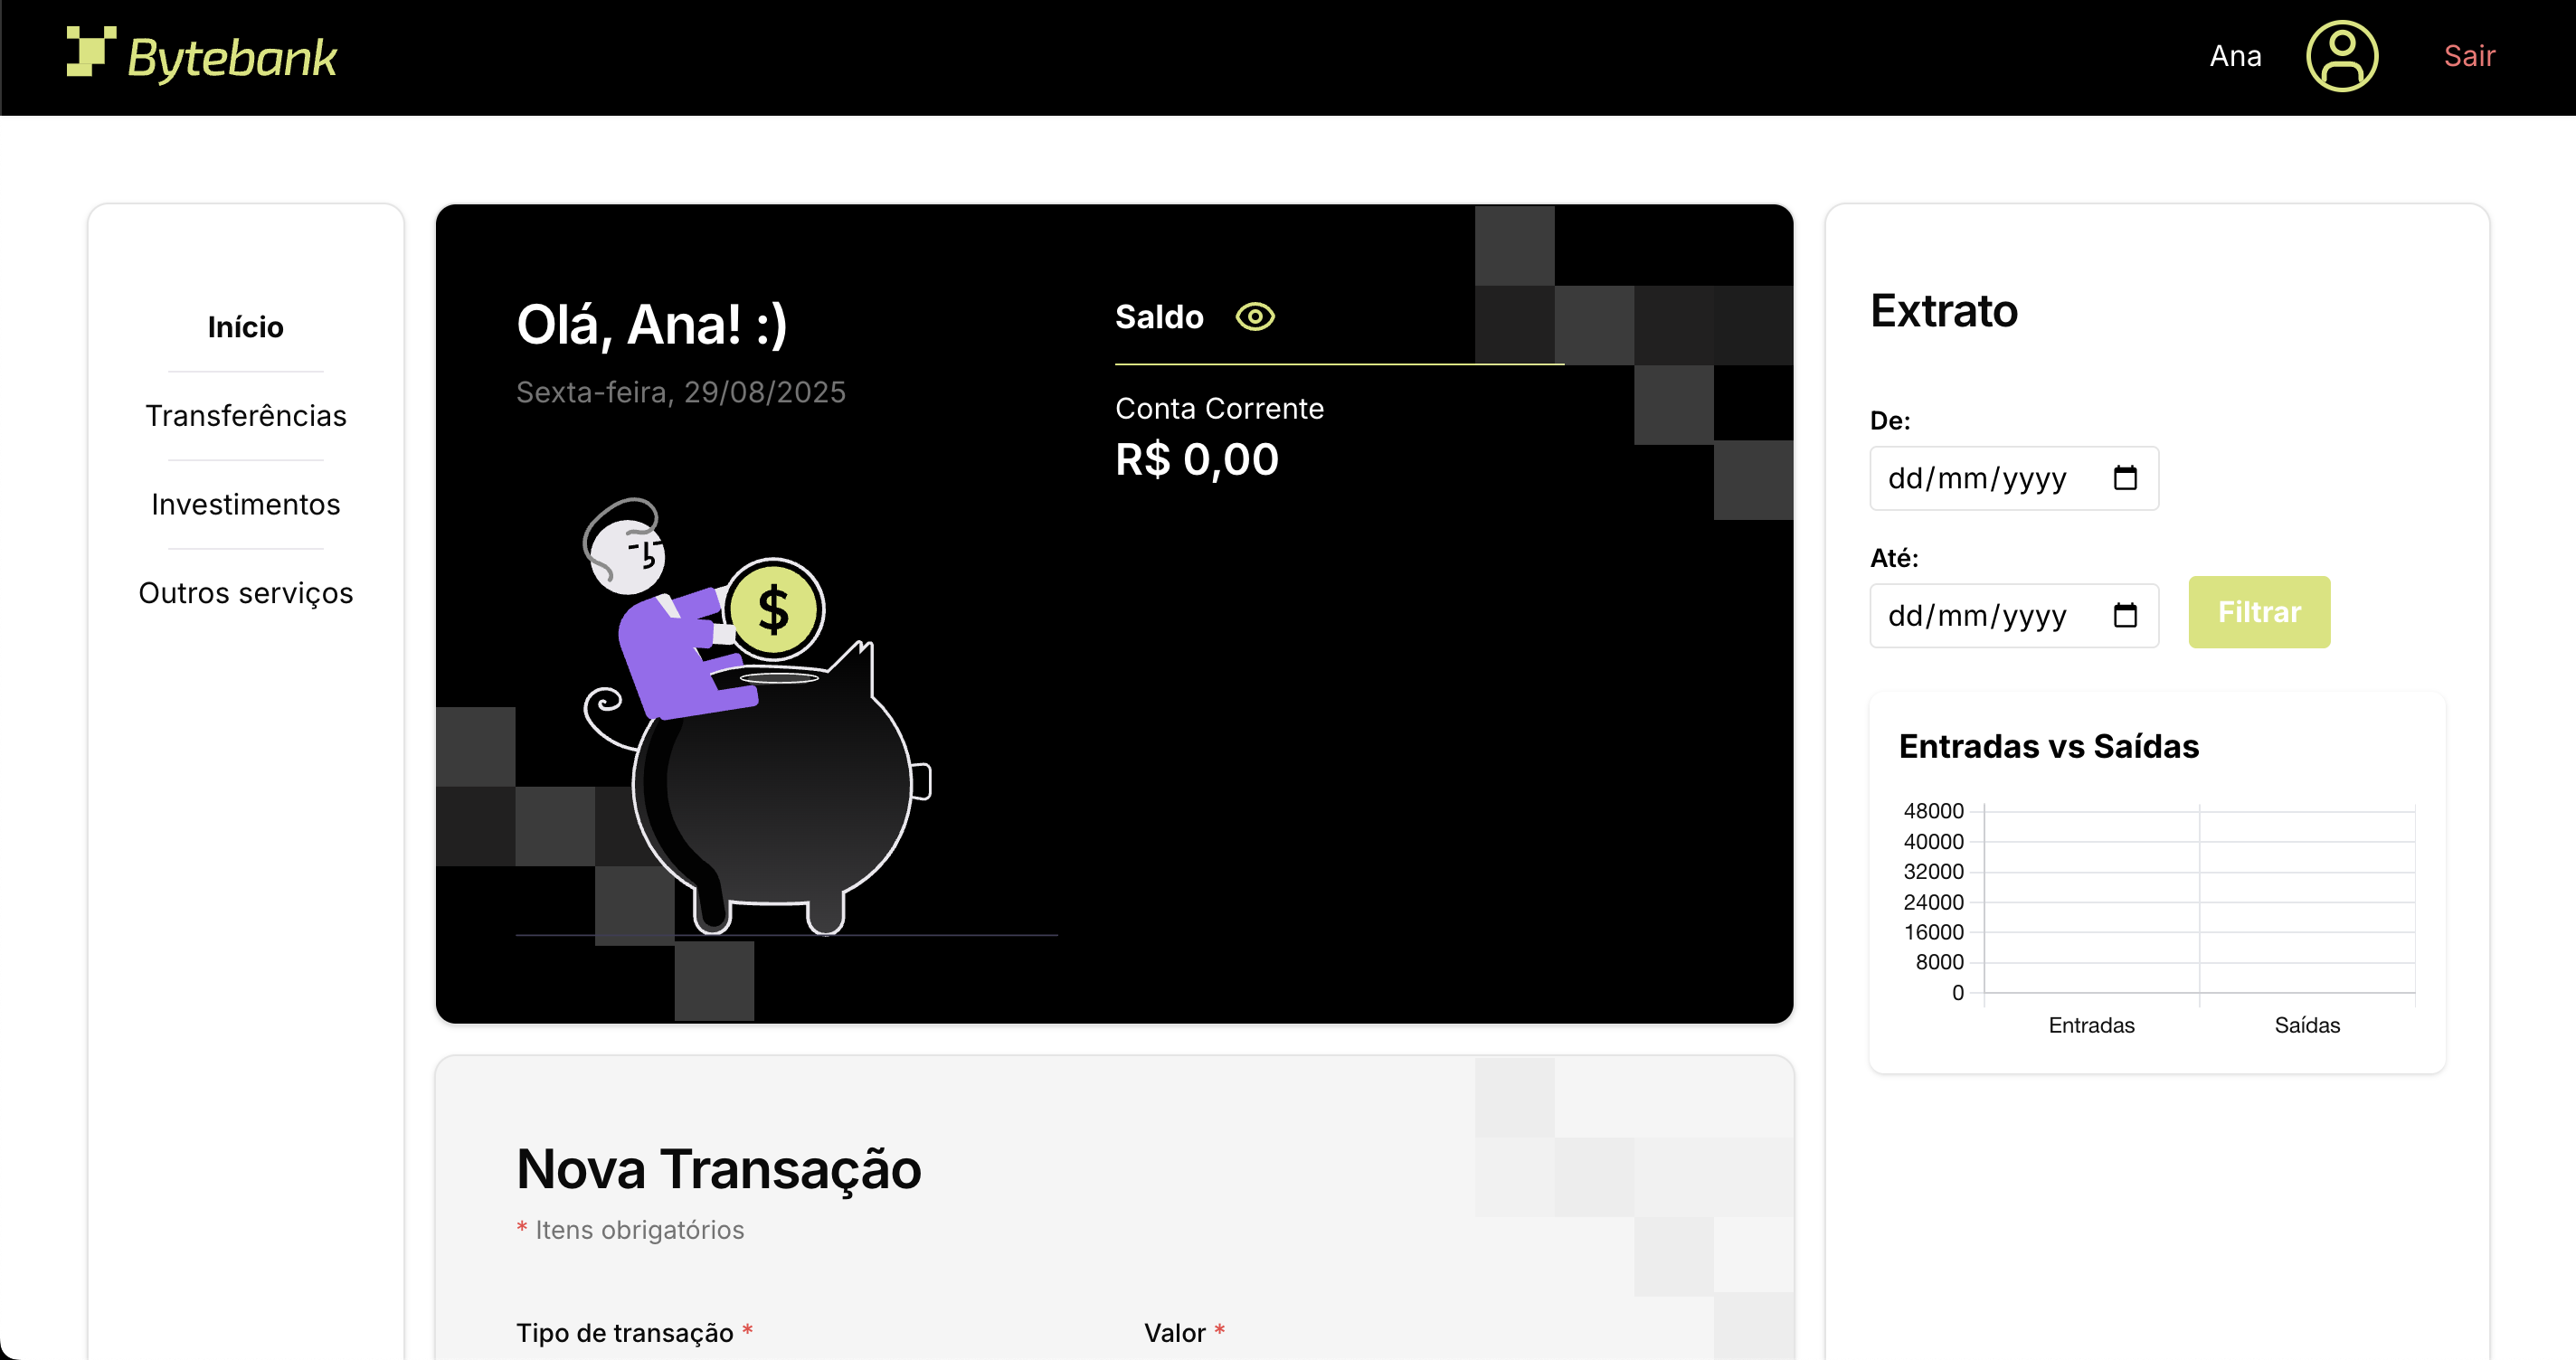 Bytebank
Ana
Sair
Início
Transferências
Investimentos
Outros serviços
Olá, Ana! :)
Sexta-feira, 29/08/2025
Saldo
Conta Corrente
R$ 0,00
$
Nova Transação
* Itens obrigatórios
Tipo de transação *
Valor *
Extrato
De:
dd/mm/yyyy
Até:
dd/mm/yyyy
Filtrar
Entradas vs Saídas
48000
40000
32000
24000
16000
8000
0
Entradas
Saídas